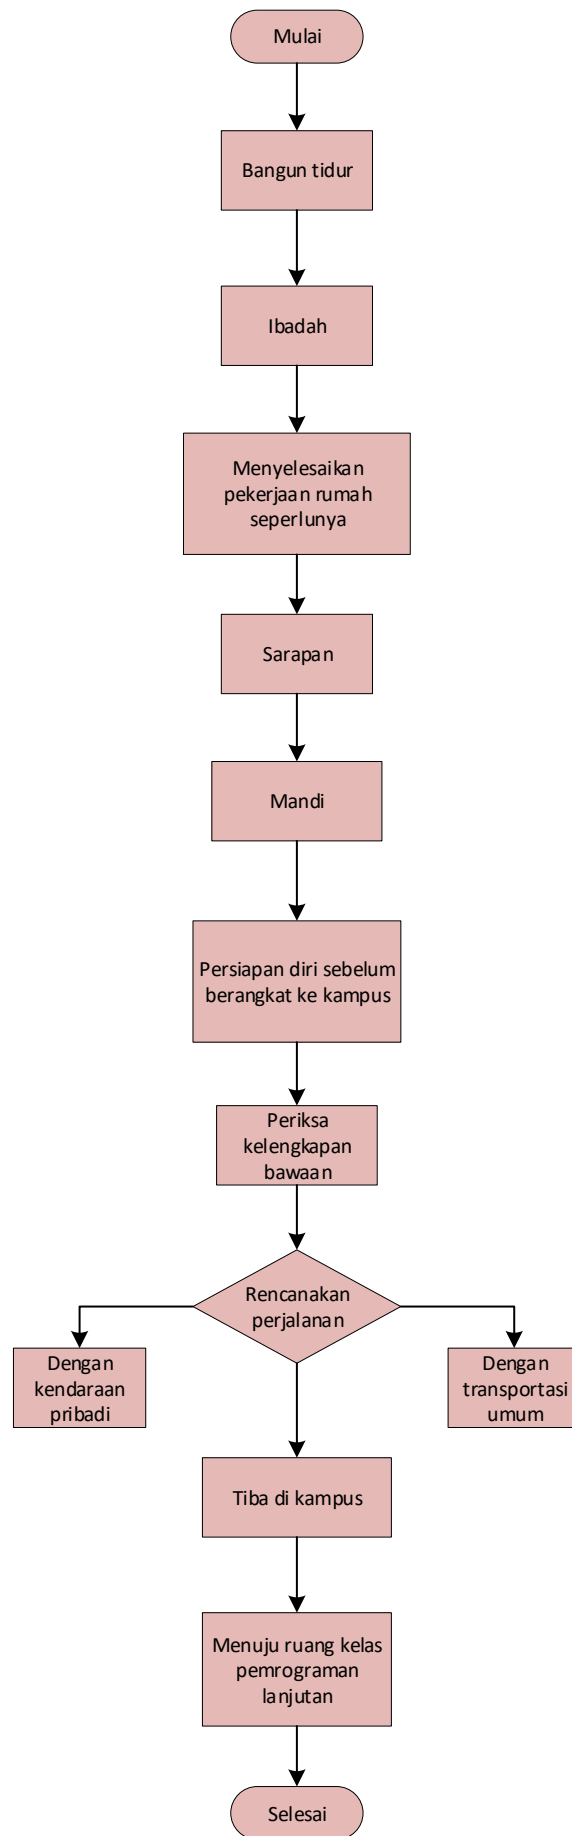 Mulai
Bangun tidur
Ibadah
Menyelesaikan
pekerjaan rumah
seperlunya
Sarapan
Mandi
Persiapan diri sebelum
berangkat ke kampus
Periksa
kelengkapan
bawaan
Rencanakan
perjalanan
Dengan
kendaraan
pribadi
Dengan
transportasi
umum
Tiba di kampus
Menuju ruang kelas
pemrograman
lanjutan
Selesai